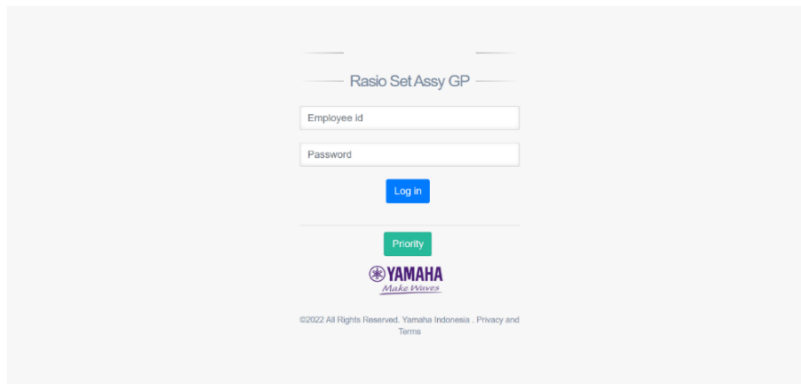 Rasio Set Assy GP
Employee id
Password
Log in
Priority
YAMAHA
Make Waves
©2022 All Rights Reserved. Yamaha Indonesia . Privacy and
Terms